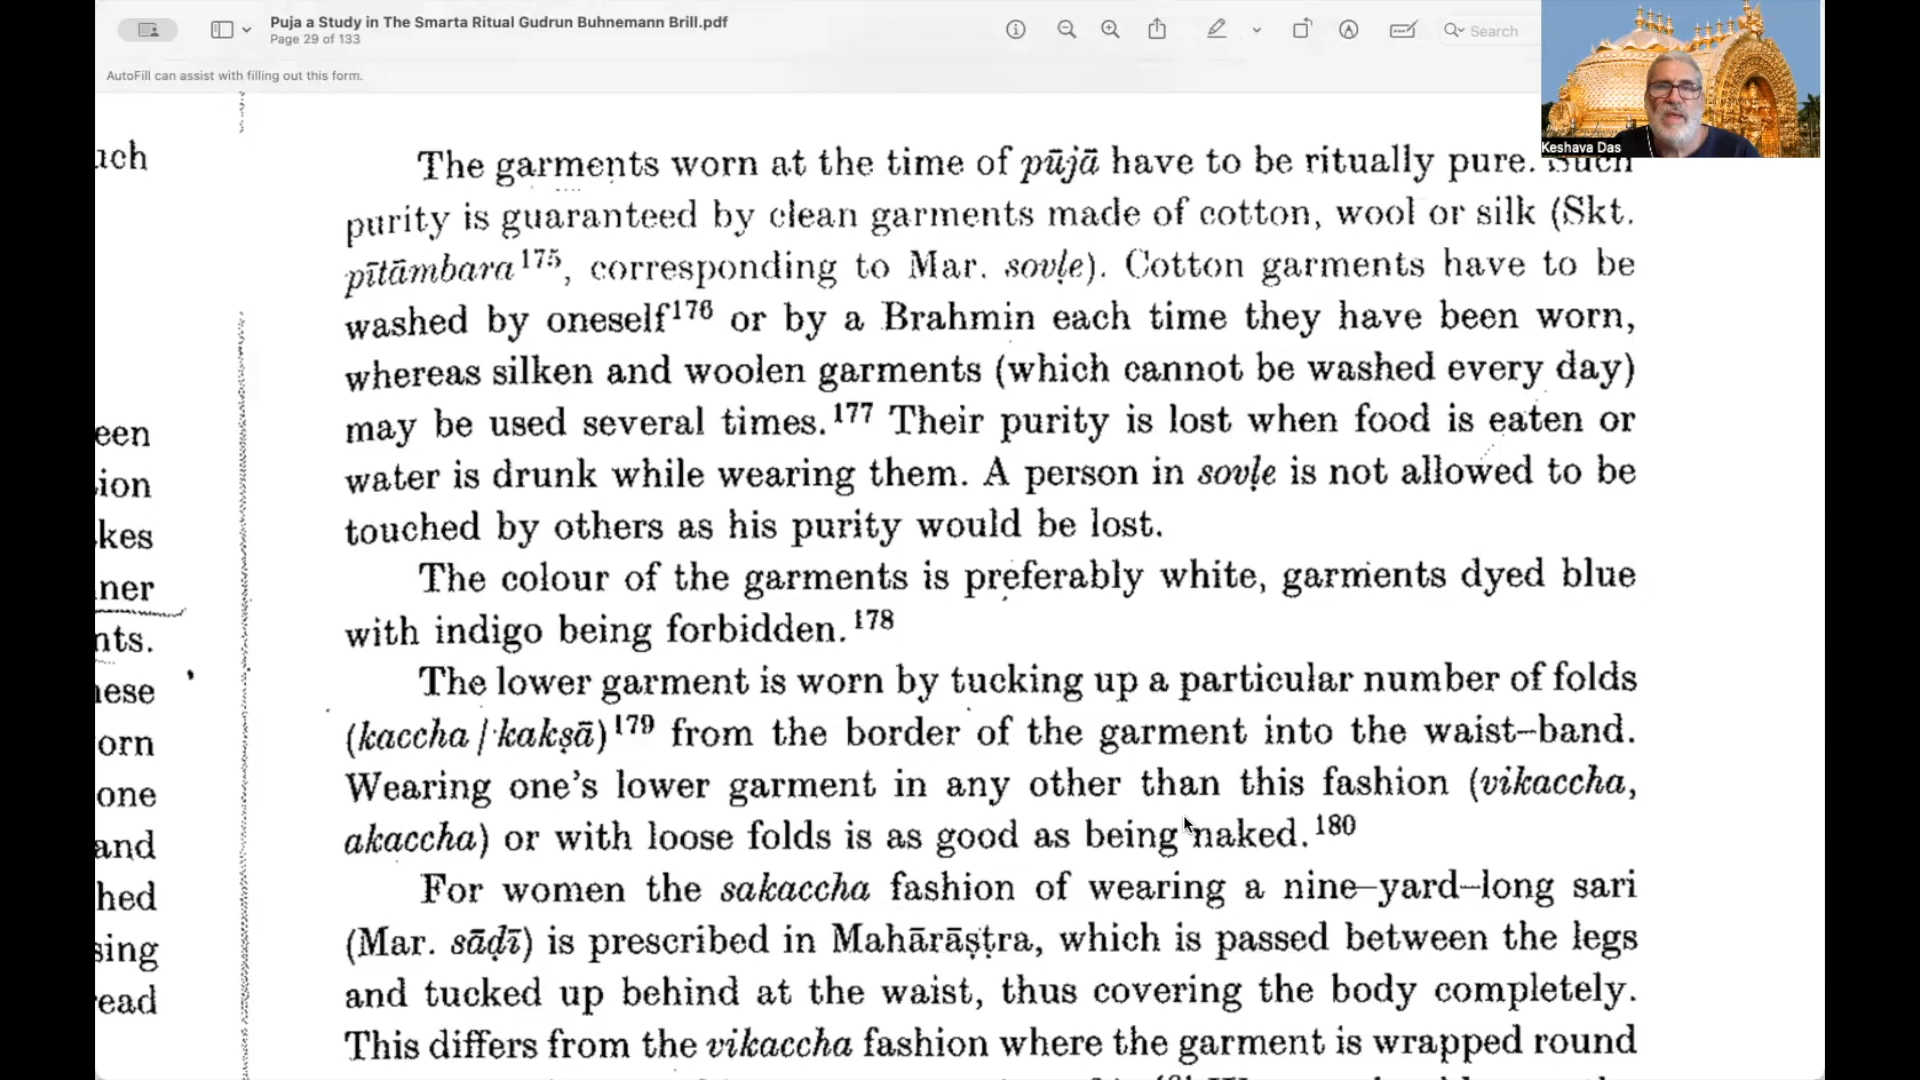 Puja a Study in The Smarta Ritual Gudrun Buhnemann Brill.pdf
Page 29 of 133
Search
AutoFill can assist with filling out this form.
Keshava Das
uch
een
ion
kes
ner
nts.
nese
orn
one
and
hed
sing
ead
The garments worn at the time of pūjā have to be ritually pure. Such
purity is guaranteed by clean garments made of cotton, wool or silk (Skt.
pītāmbara175, corresponding to Mar. sovḷe). Cotton garments have to be
washed by oneself176 or by a Brahmin each time they have been worn,
whereas silken and woolen garments (which cannot be washed every day)
may be used several times.177 Their purity is lost when food is eaten or
water is drunk while wearing them. A person in sovḷe is not allowed to be
touched by others as his purity would be lost.
The colour of the garments is preferably white, garments dyed blue
with indigo being forbidden.178
The lower garment is worn by tucking up a particular number of folds
(kaccha/kakṣā)179 from the border of the garment into the waist-band.
Wearing one's lower garment in any other than this fashion (vikaccha,
akaccha) or with loose folds is as good as being naked.180
For women the sakaccha fashion of wearing a nine-yard-long sari
(Mar. sāḍī) is prescribed in Mahārāṣṭra, which is passed between the legs
and tucked up behind at the waist, thus covering the body completely.
This differs from the vikaccha fashion where the garment is wrapped round